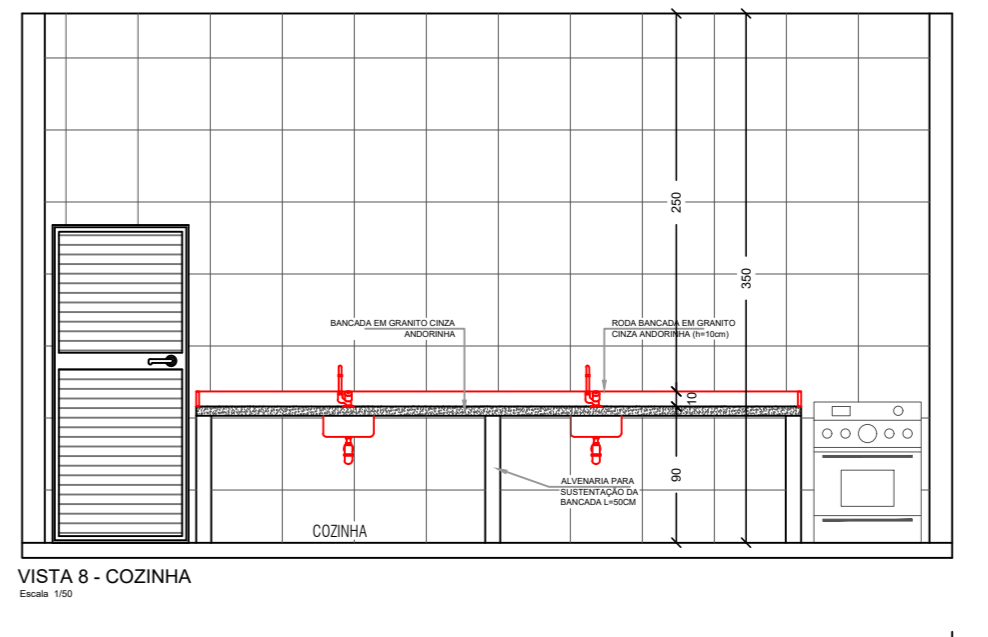 250
350
BANCADA EM GRANITO CINZA
ANDORINHA
RODA BANCADA EM GRANITO
CINZA ANDORINHA (h=10cm)
10
90
ALVENARIA PARA
SUSTENTAÇÃO DA
BANCADA L=50CM
COZINHA
VISTA 8 - COZINHA
Escala 1/50